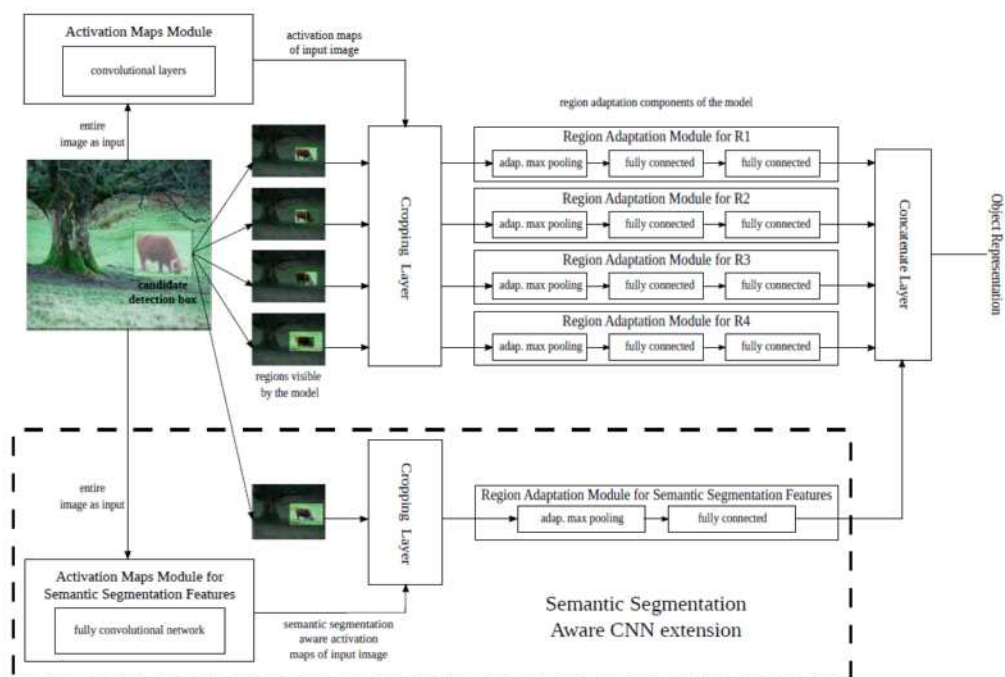 Activation Maps Module
convolutional layers
activation maps
of input image
entire
image as input
region adaptation components of the model
candidate
detection box
regions visible
by the model
Cropping Layer
Region Adaptation Module for R1
adap. max pooling
fully connected
fully connected
Region Adaptation Module for R2
adap. max pooling
fully connected
fully connected
Region Adaptation Module for R3
adap. max pooling
fully connected
fully connected
Region Adaptation Module for R4
adap. max pooling
fully connected
fully connected
Concatenate Layer
Object Representation
entire
image as input
Cropping Layer
Region Adaptation Module for Semantic Segmentation Features
adap. max pooling
fully connected
Activation Maps Module for
Semantic Segmentation Features
fully convolutional network
semantic segmentation
aware activation
maps of input image
Semantic Segmentation
Aware CNN extension